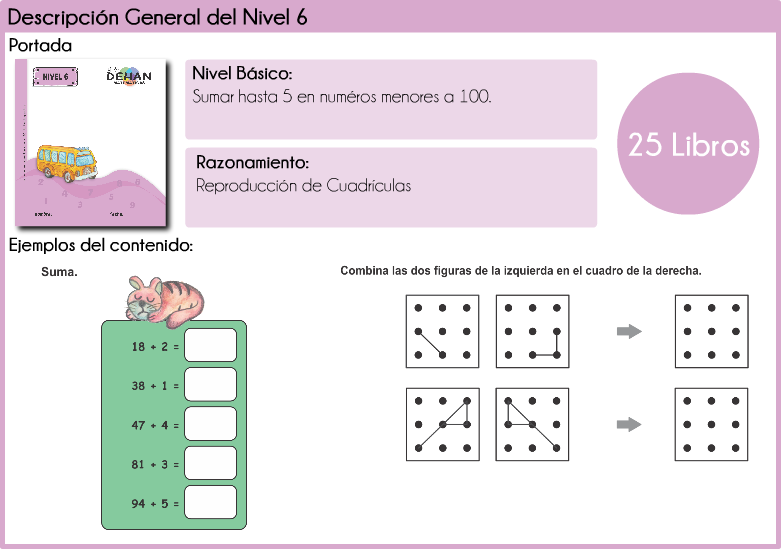 Descripción General del Nivel 6
Portada
NIVEL 6
DEHAN
nombre:
fecha:
Nivel Básico:
Sumar hasta 5 en numéros menores a 100.
Razonamiento:
Reproducción de Cuadrículas
25 Libros
Ejemplos del contenido:
Suma.
18 + 2 =
38 + 1 =
47 + 4 =
81 + 3 =
94 + 5 =
Combina las dos figuras de la izquierda en el cuadro de la derecha.